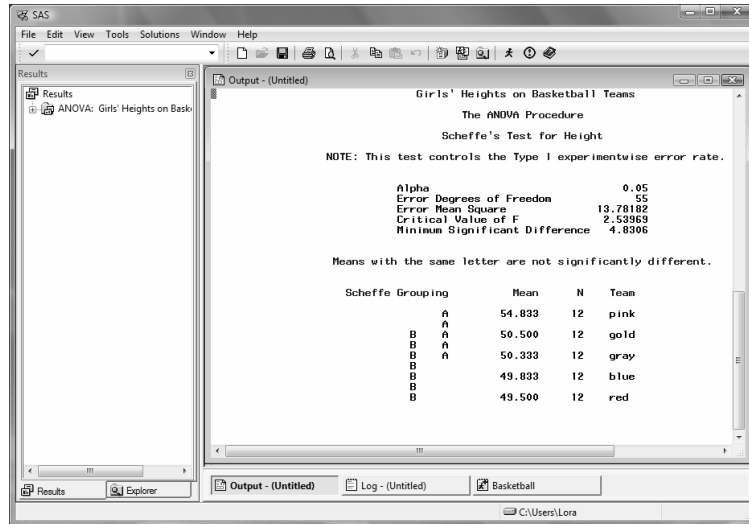 SAS
File Edit View Tools Solutions Window Help
Results
Results
ANOVA: Girls' Heights on Bask
Output - (Untitled)
Girls' Heights on Basketball Teams
The ANOVA Procedure
Scheffe's Test for Height
NOTE: This test controls the Type I experimentwise error rate.
Alpha 0.05
Error Degrees of Freedom 55
Error Mean Square 13.78182
Critical Value of F 2.53969
Minimum Significant Difference 4.8306
Means with the same letter are not significantly different.
Scheffe Grouping Mean N Team
A 54.833 12 pink
A
B A 50.500 12 gold
B A
B A 50.333 12 gray
B
B 49.833 12 blue
B
B 49.500 12 red
Results Explorer
Output - (Untitled) Log - (Untitled) Basketball
C:\Users\Lora